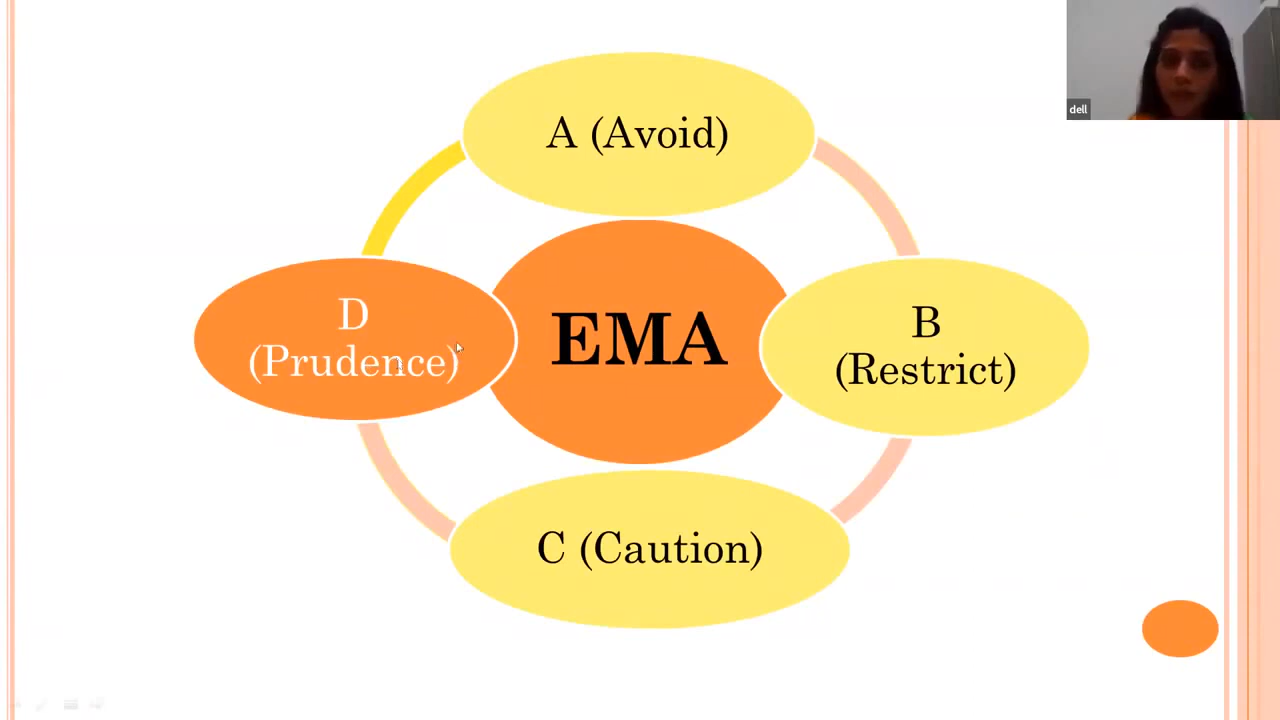 dell
A (Avoid)
EMA
D
(Prudence)
B
(Restrict)
C (Caution)